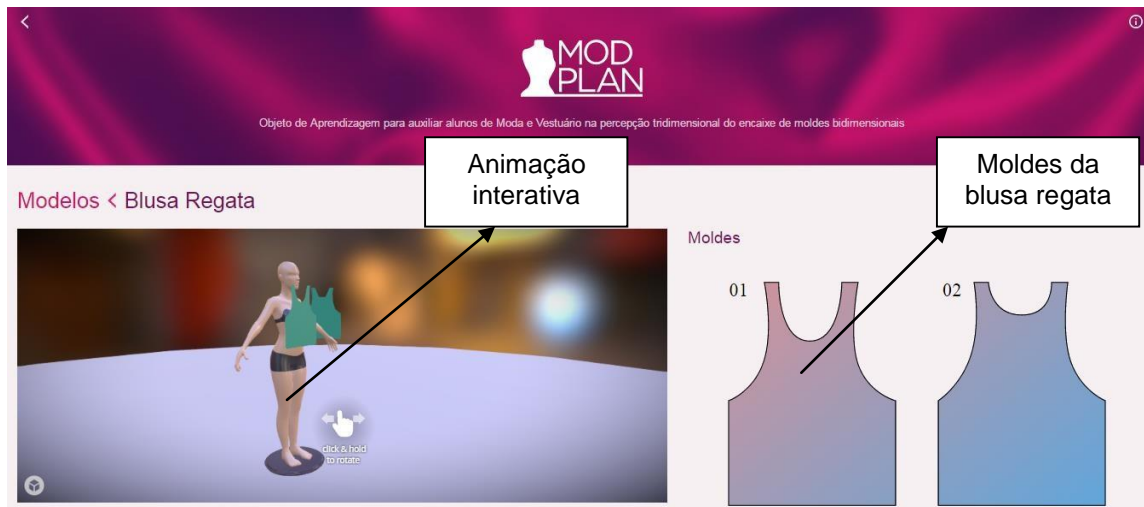 MOD
PLAN
Objeto de Aprendizagem para auxiliar alunos de Moda e Vestuário na percepção tridimensional do encaixe de moldes bidimensionais
Animação
interativa
Moldes da
blusa regata
Modelos < Blusa Regata
Moldes
01
02
click & hold
to rotate